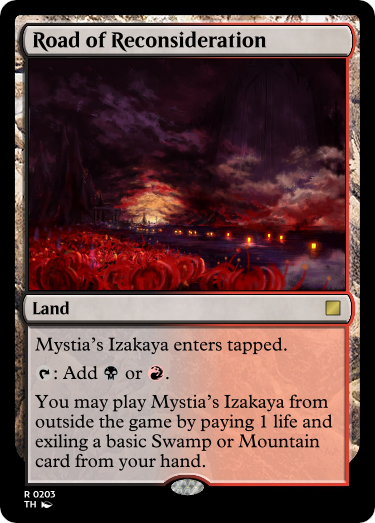 Road of Reconsideration
Land
Mystia's Izakaya enters tapped.
: Add or .
You may play Mystia's Izakaya from
outside the game by paying 1 life and
exiling a basic Swamp or Mountain
card from your hand.
R 0203
TH